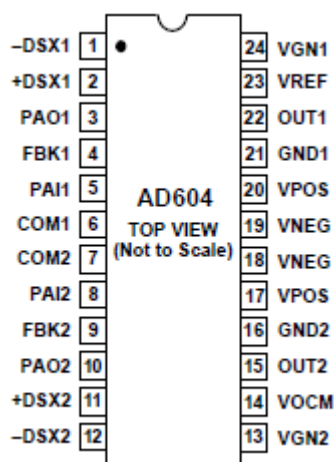 –DSX1 1 24 VGN1
+DSX1 2 23 VREF
PAO1 3 22 OUT1
FBK1 4 21 GND1
PAI1 5 20 VPOS
AD604
COM1 6 19 VNEG
TOP VIEW
COM2 7 18 VNEG
(Not to Scale)
PAI2 8 17 VPOS
FBK2 9 16 GND2
PAO2 10 15 OUT2
+DSX2 11 14 VOCM
–DSX2 12 13 VGN2